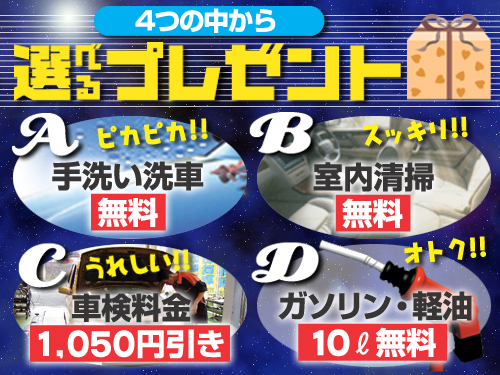 4つの中から
選べるプレゼント
A ピカピカ!!
手洗い洗車
無料
B スッキリ!!
室内清掃
無料
C うれしい!!
車検料金
1,050円引き
D オトク!!
ガソリン・軽油
10ℓ無料